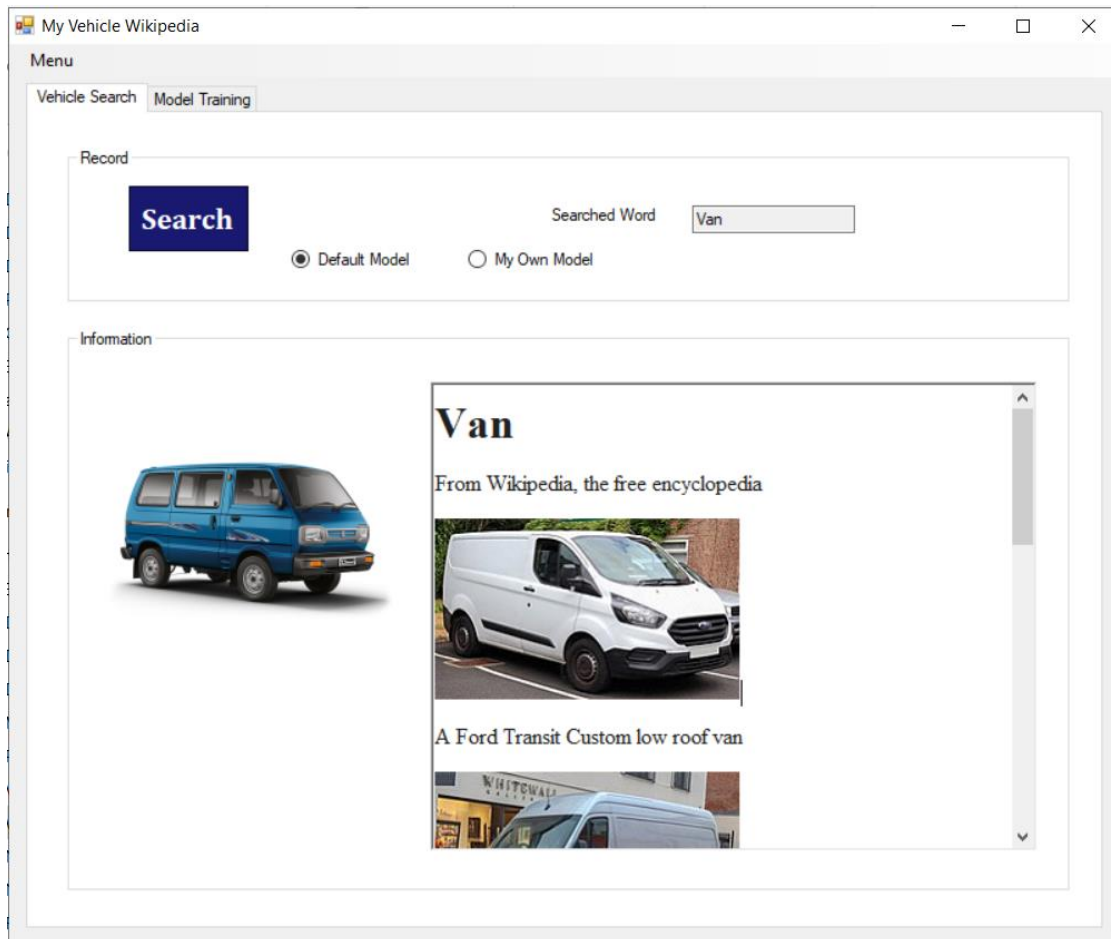 My Vehicle Wikipedia
Menu
Vehicle Search Model Training
Record
Search
Searched Word Van
Default Model My Own Model
Information
Van
From Wikipedia, the free encyclopedia
A Ford Transit Custom low roof van
WHITEWALL